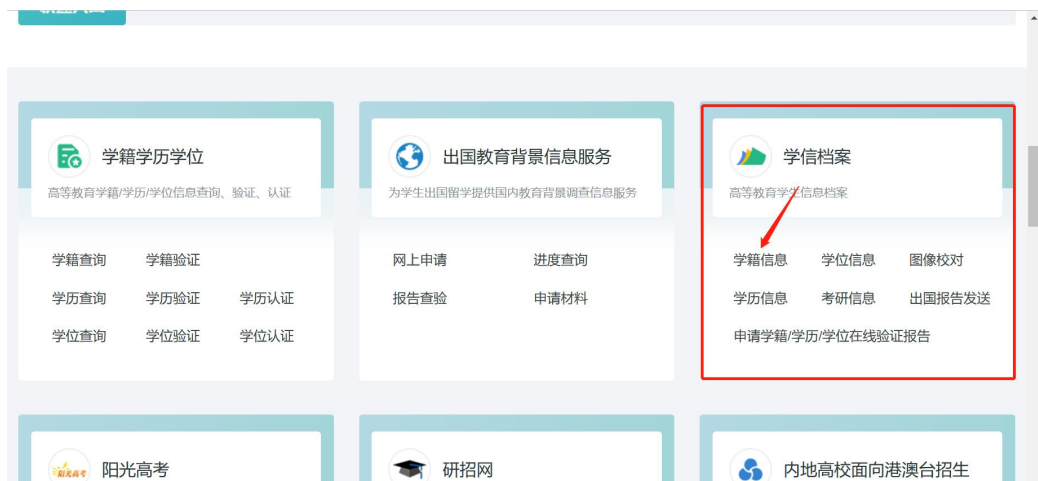 学籍学历学位
高等教育学籍/学历/学位信息查询、验证、认证
学籍查询 学籍验证
学历查询 学历验证 学历认证
学位查询 学位验证 学位认证
出国教育背景信息服务
为学生出国留学提供国内教育背景调查信息服务
网上申请 进度查询
报告查验 申请材料
学信档案
高等教育学生信息档案
学籍信息 学位信息 图像校对
学历信息 考研信息 出国报告发送
申请学籍/学历/学位在线验证报告
阳光高考
阳光高考
研招网
内地高校面向港澳台招生